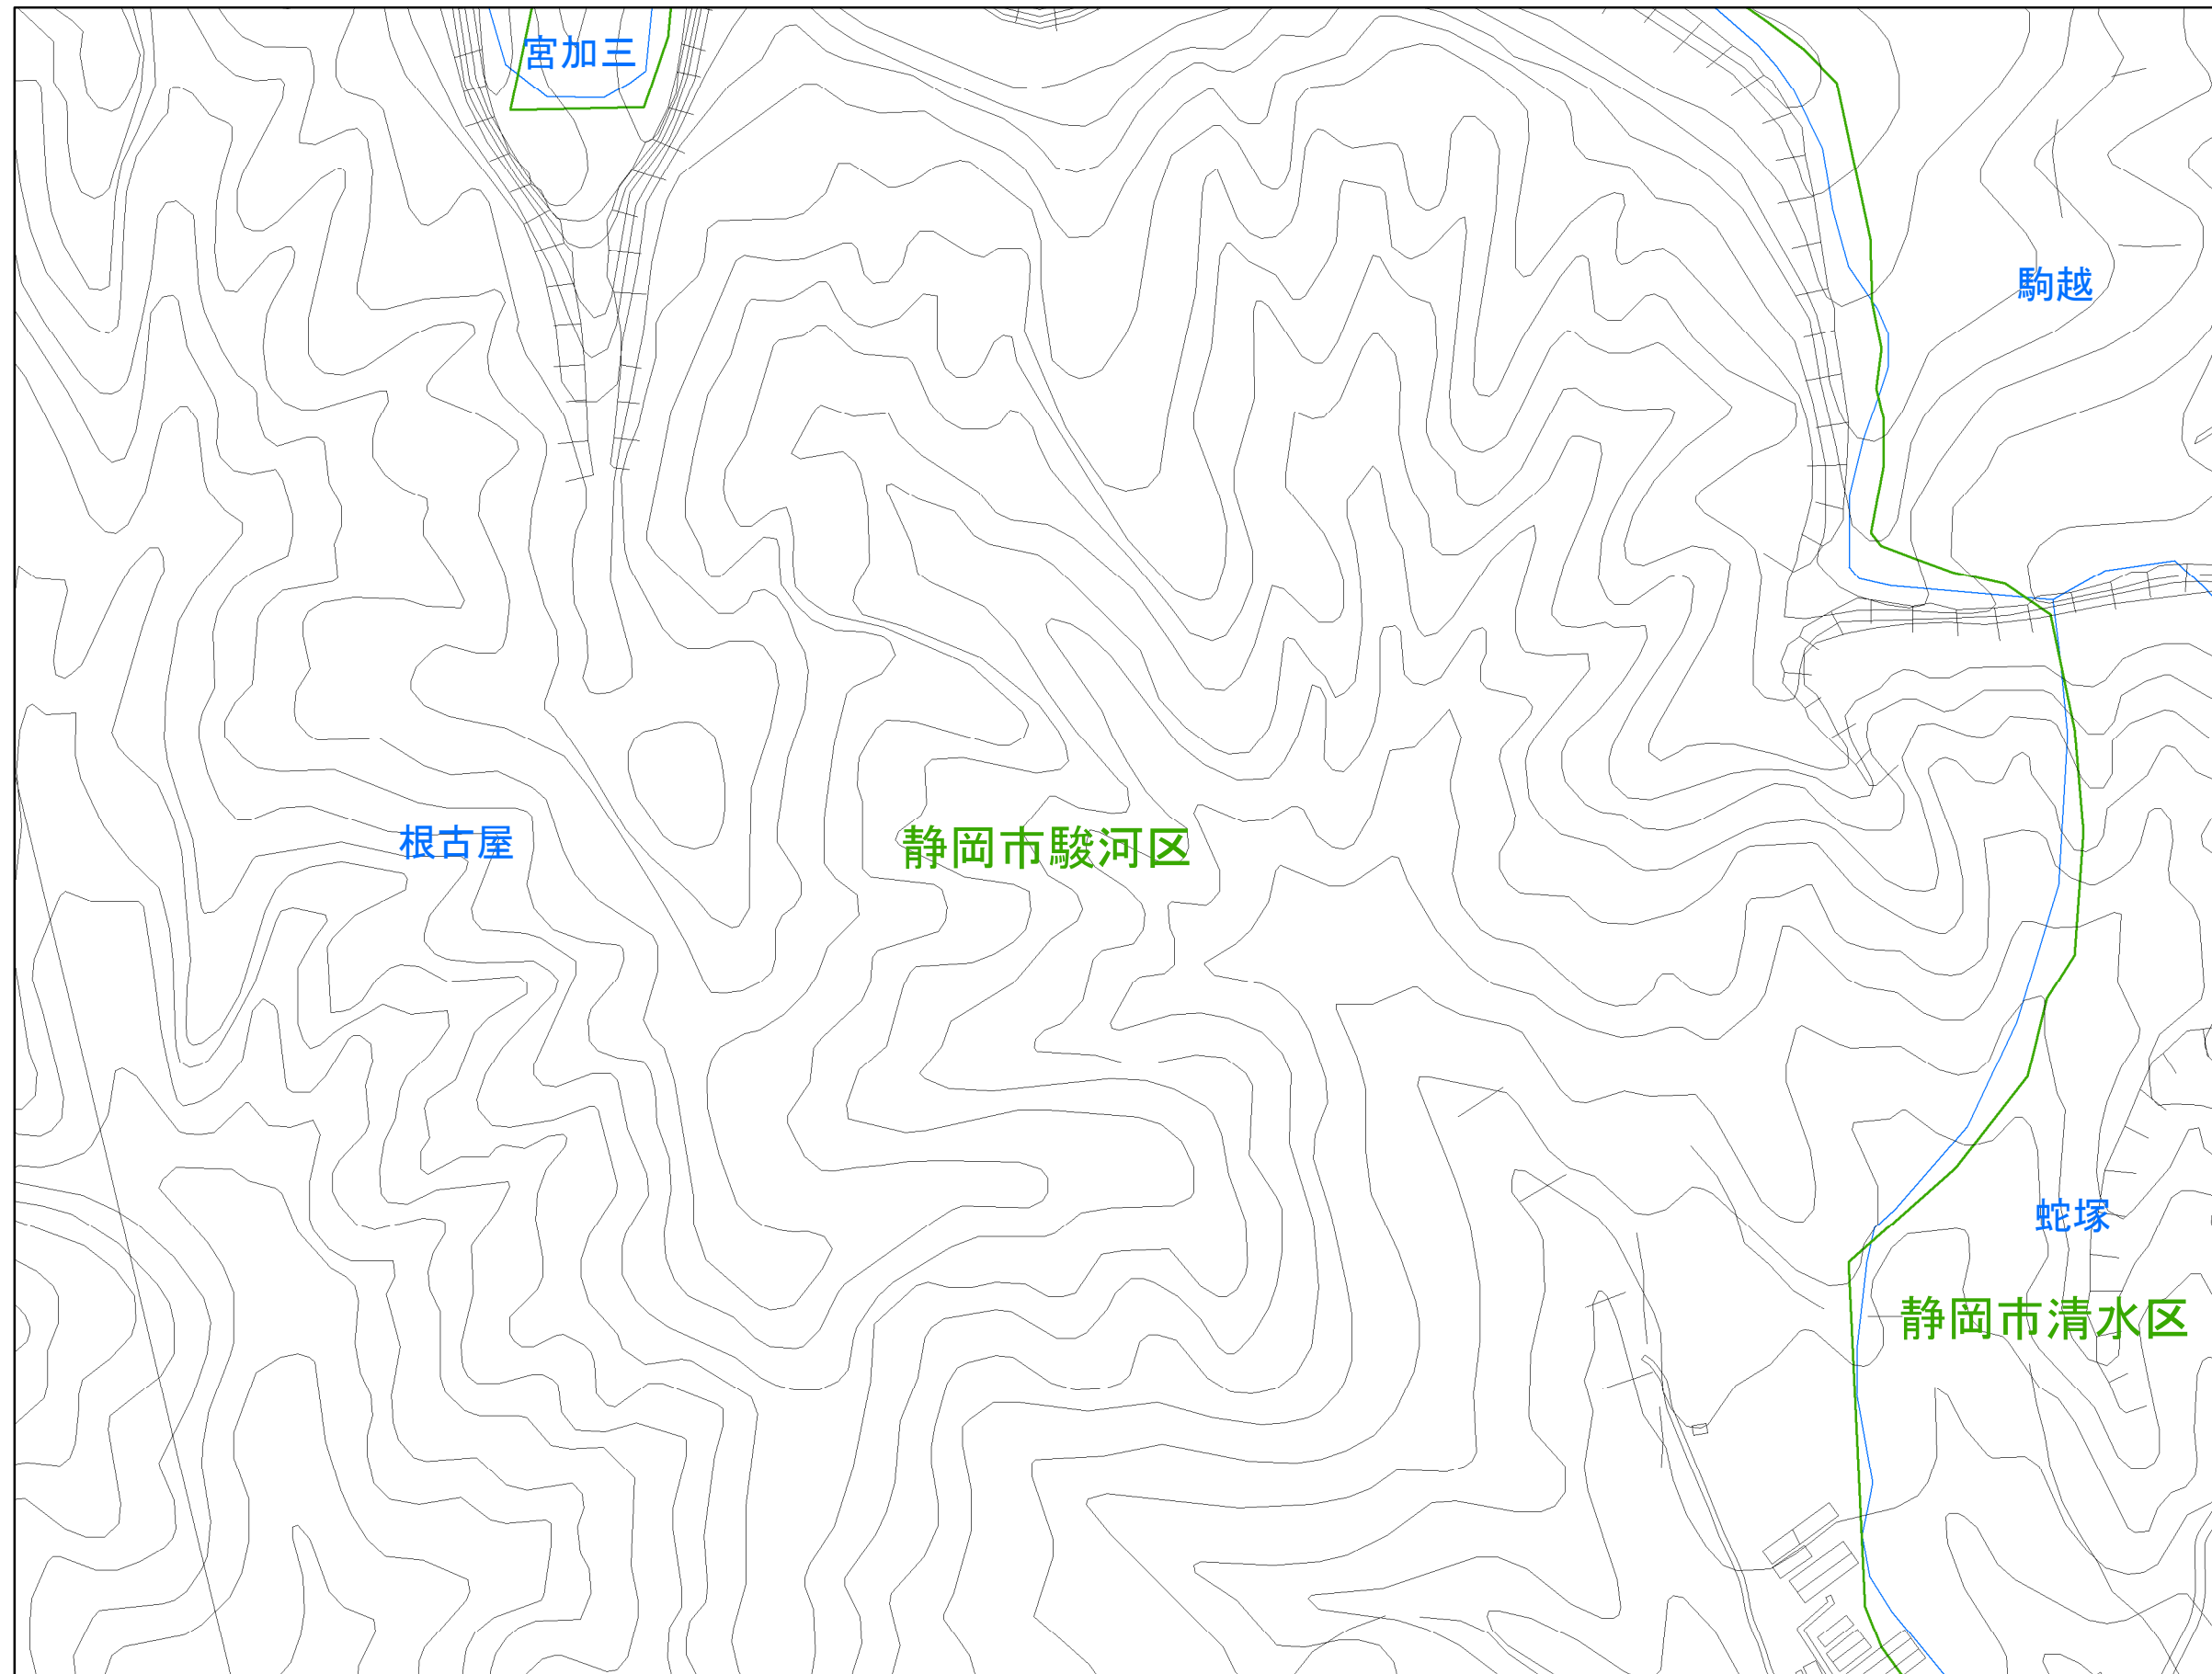 宮加三
駒越
根古屋
静岡市駿河区
蛇塚
静岡市清水区